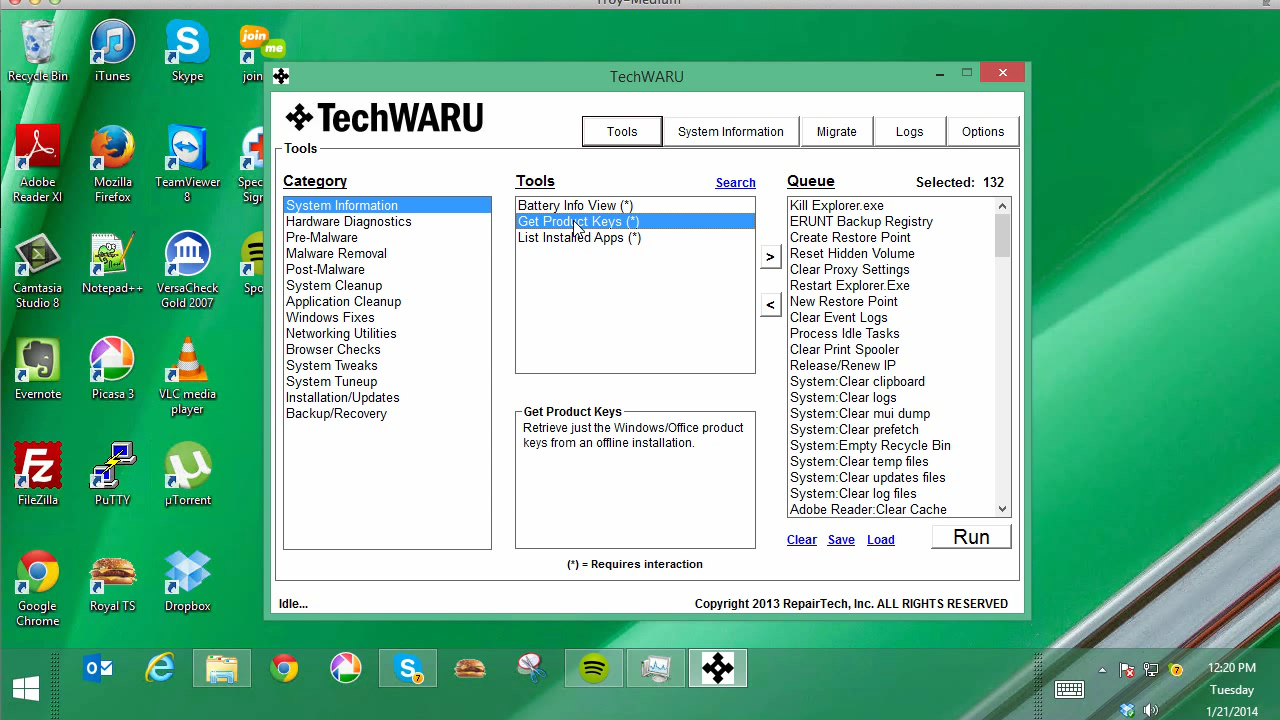 Troy-Medium
Recycle Bin
iTunes
Skype
join
me
join
Adobe
Reader XI
Mozilla
Firefox
TeamViewer
8
Spec
Sign
Camtasia
Studio 8
Notepad++
VersaCheck
Gold 2007
Spo
Evernote
Picasa 3
VLC media
player
FileZilla
PuTTY
µTorrent
Google
Chrome
Royal TS
Dropbox
TechWARU
TechWARU
Tools
System Information
Migrate
Logs
Options
Tools
Category
System Information
Hardware Diagnostics
Pre-Malware
Malware Removal
Post-Malware
System Cleanup
Application Cleanup
Windows Fixes
Networking Utilities
Browser Checks
System Tweaks
System Tuneup
Installation/Updates
Backup/Recovery
Tools
Search
Battery Info View (*)
Get Product Keys (*)
List Installed Apps (*)
>
<
Get Product Keys
Retrieve just the Windows/Office product
keys from an offline installation.
(*) = Requires interaction
Queue
Selected: 132
Kill Explorer.exe
ERUNT Backup Registry
Create Restore Point
Reset Hidden Volume
Clear Proxy Settings
Restart Explorer.Exe
New Restore Point
Clear Event Logs
Process Idle Tasks
Clear Print Spooler
Release/Renew IP
System:Clear clipboard
System:Clear logs
System:Clear mui dump
System:Clear prefetch
System:Empty Recycle Bin
System:Clear temp files
System:Clear updates files
System:Clear log files
Adobe Reader:Clear Cache
Clear
Save
Load
Run
Idle...
Copyright 2013 RepairTech, Inc. ALL RIGHTS RESERVED
7
12:20 PM
Tuesday
1/21/2014